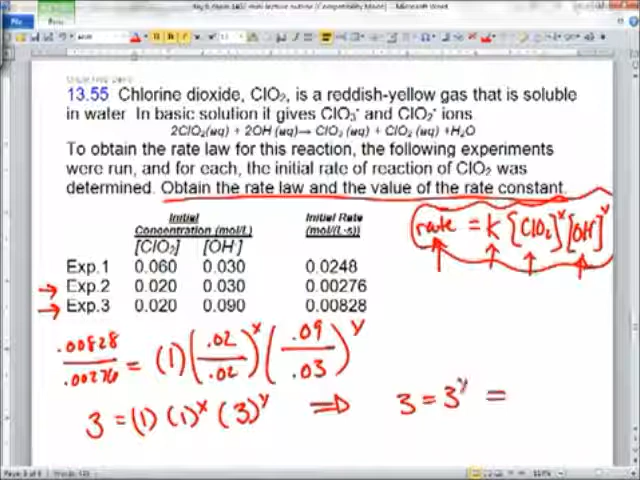 13.55 Chlorine dioxide, ClO₂, is a reddish-yellow gas that is soluble
in water. In basic solution it gives ClO₃⁻ and ClO₂⁻ ions.
2ClO₂(aq) + 2OH⁻(aq)→ ClO₃⁻(aq) + ClO₂⁻(aq) +H₂O
To obtain the rate law for this reaction, the following experiments
were run, and for each, the initial rate of reaction of ClO₂ was
determined. Obtain the rate law and the value of the rate constant.
rate = k [ClO₂]ˣ [OH⁻]ʸ
Initial Initial Rate
Concentration (mol/L) (mol/(L·s))
[ClO₂] [OH⁻]
Exp.1 0.060 0.030 0.0248
Exp.2 0.020 0.030 0.00276
Exp.3 0.020 0.090 0.00828
.00828 / .00276 = (1) (.02 / .02)ˣ (.09 / .03)ʸ
3 = (1) (1)ˣ (3)ʸ ⇒ 3 = 3ʸ =